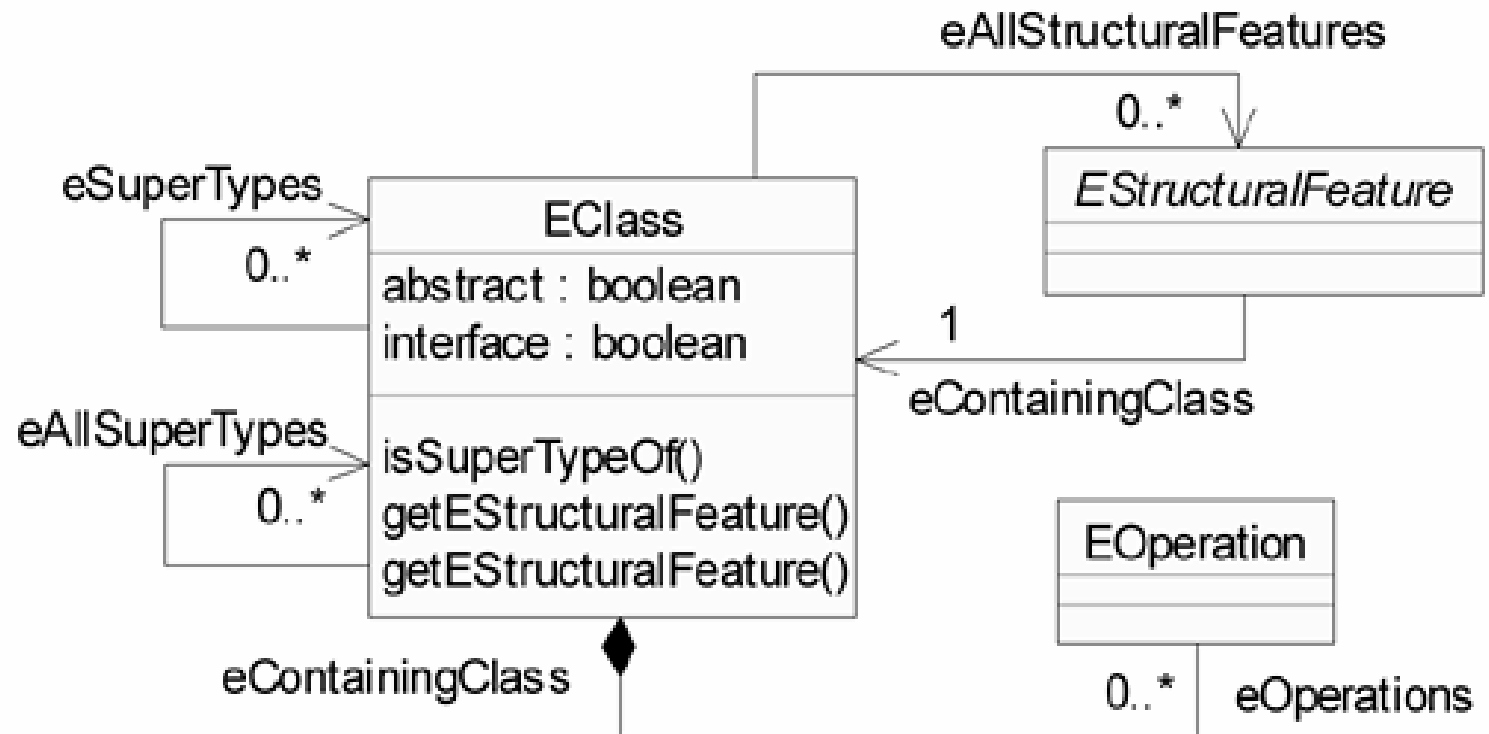 eAllStructuralFeatures
0..*
EStructuralFeature
eSuperTypes
0..*
EClass
abstract : boolean
interface : boolean
1
eContainingClass
eAllSuperTypes
0..*
isSuperTypeOf()
getEStructuralFeature()
getEStructuralFeature()
EOperation
eContainingClass
0..*
eOperations